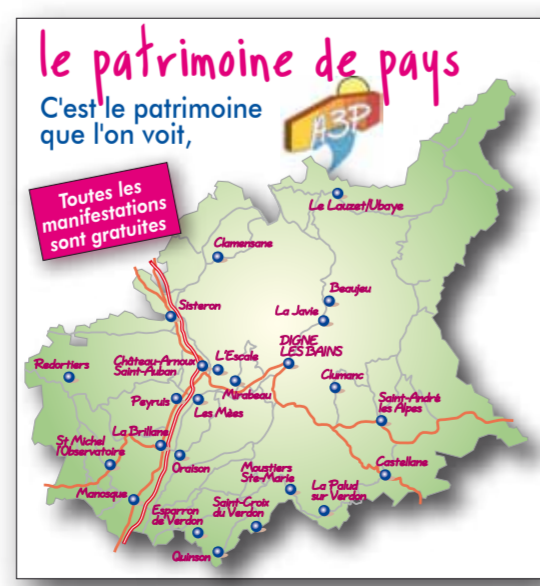 le patrimoine de pays
C'est le patrimoine
que l'on voit,
A3P
Toutes les
manifestations
sont gratuites
Le Lauzet/Ubaye
Clamensane
Beaujeu
La Javie
Sisteron
DIGNE
LES BAINS
L'Escale
Château-Arnoux
Saint-Auban
Redortiers
Mirabeau
Clumanc
Saint-André
les Alpes
Peyruis
Les Mées
La Brillane
St Michel
l'Observatoire
Oraison
Moustiers
Ste-Marie
Castellane
La Palud
sur Verdon
Manosque
Esparron
de Verdon
Saint-Croix
du Verdon
Quinson